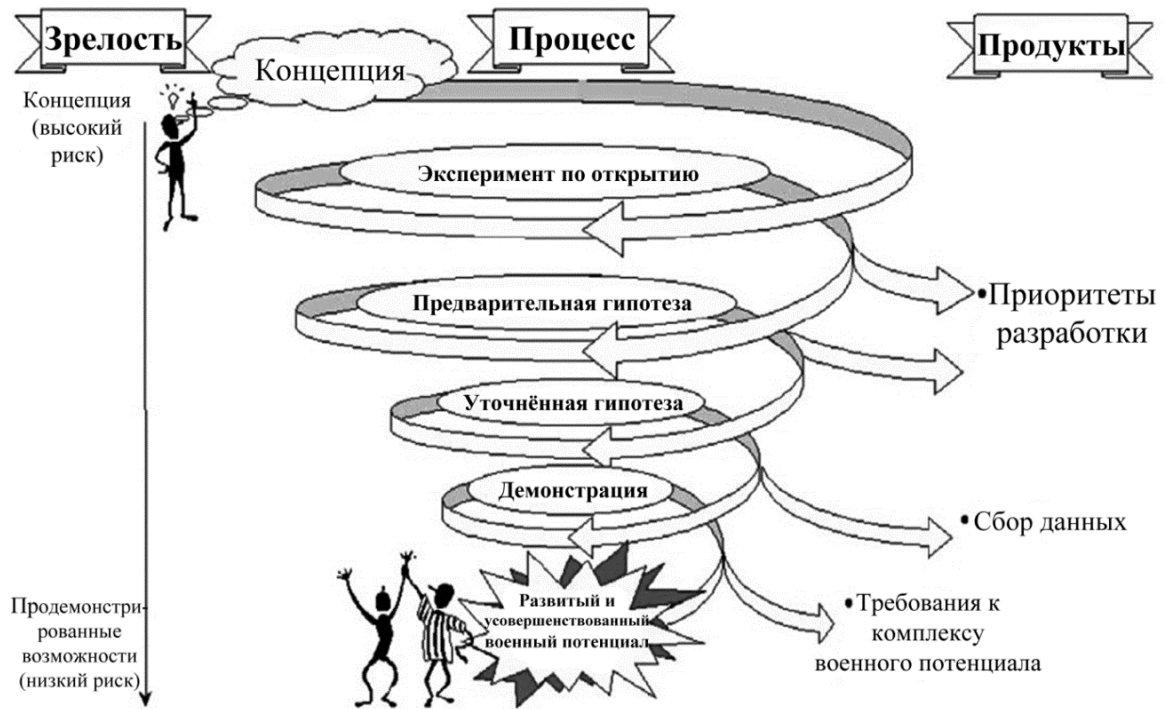 Зрелость
Процесс
Продукты
Концепция
Концепция
(высокий
риск)
Эксперимент по открытию
•Приоритеты
разработки
Предварительная гипотеза
Уточнённая гипотеза
Демонстрация
•Сбор данных
Развитый и
усовершенствованный
военный потенциал
•Требования к
комплексу
военного потенциала
Продемонстри-
рованные
возможности
(низкий риск)